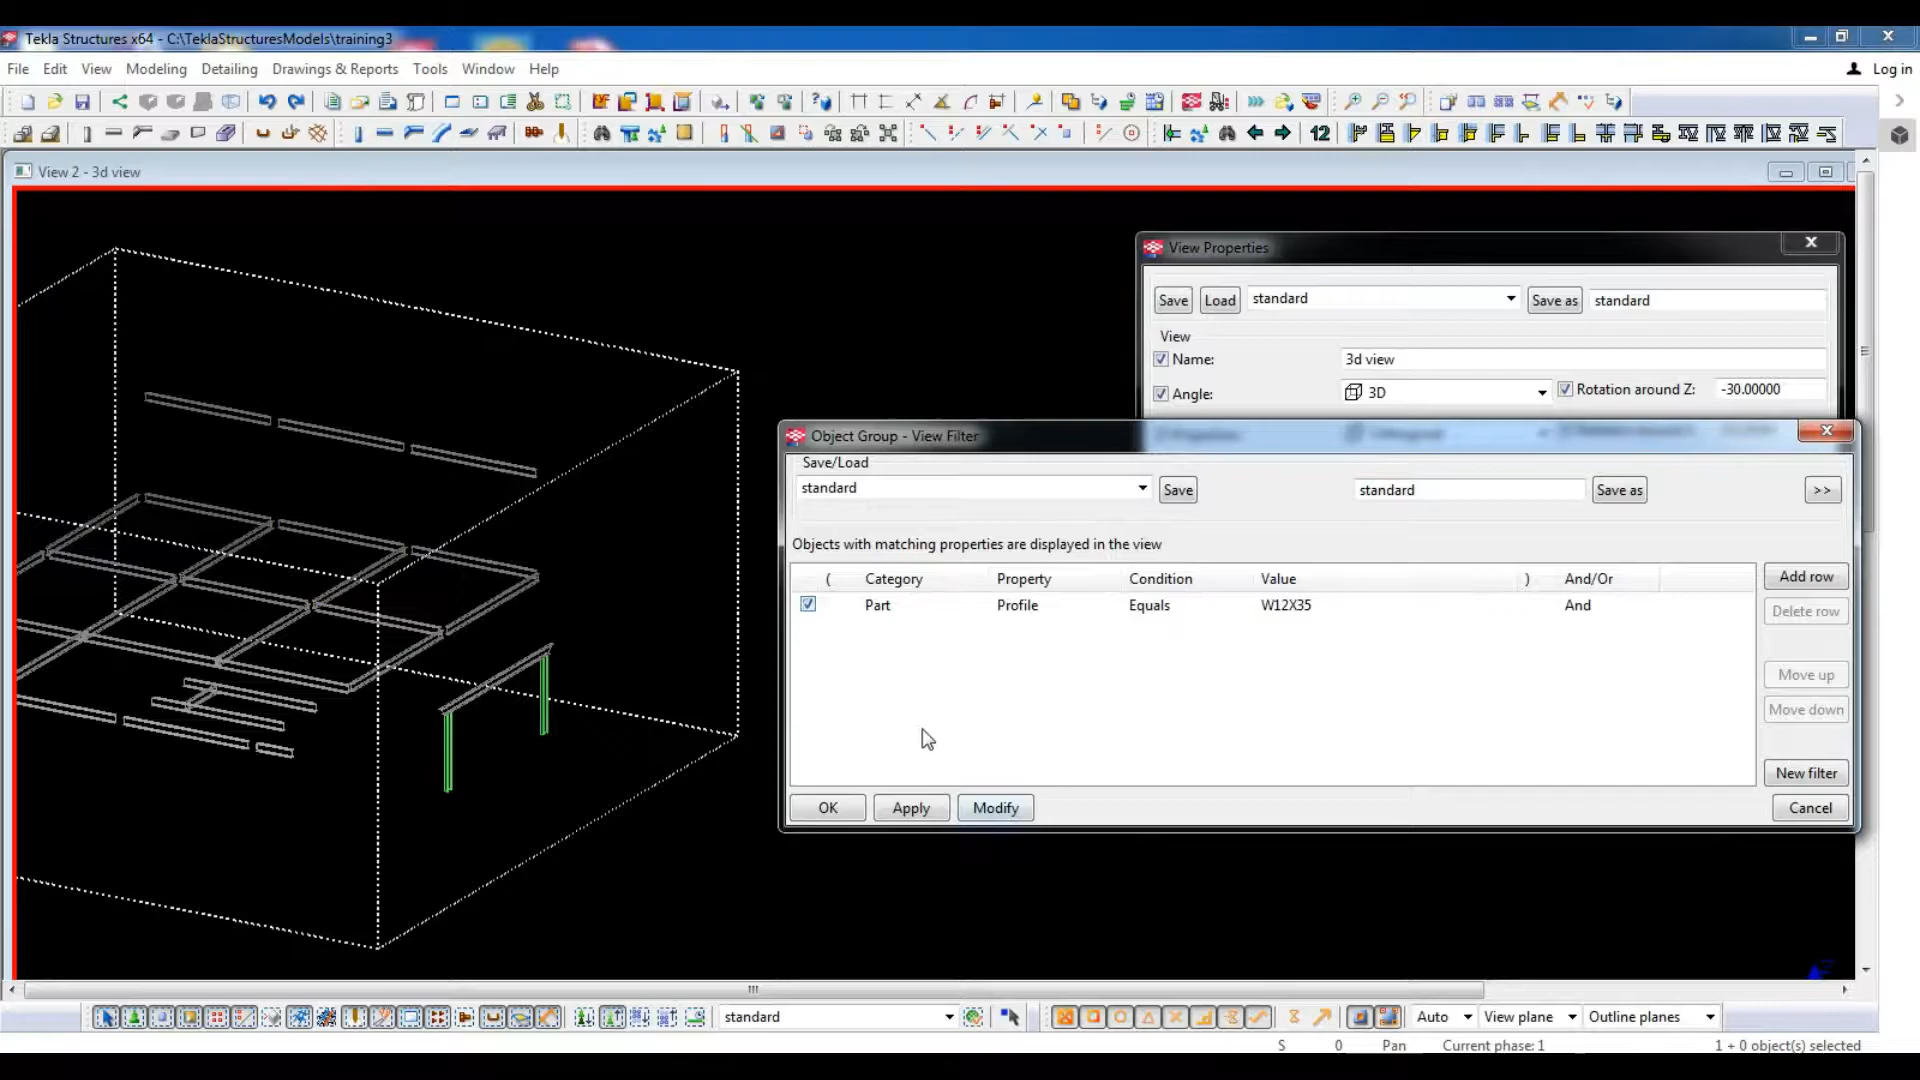 Tekla Structures x64 - C:\TeklaStructuresModels\training3
File Edit View Modeling Detailing Drawings & Reports Tools Window Help
Log in
12
View 2 - 3d view
View Properties
Save Load standard Save as standard
View
Name: 3d view
Angle: 3D Rotation around Z: -30.00000
Object Group - View Filter
Save/Load
standard Save standard Save as >>
Objects with matching properties are displayed in the view
( Category Property Condition Value ) And/Or
Add row
Part Profile Equals W12X35 And
Delete row
Move up
Move down
New filter
OK Apply Modify Cancel
standard Auto View plane Outline planes
S 0 Pan Current phase: 1 1 + 0 object(s) selected